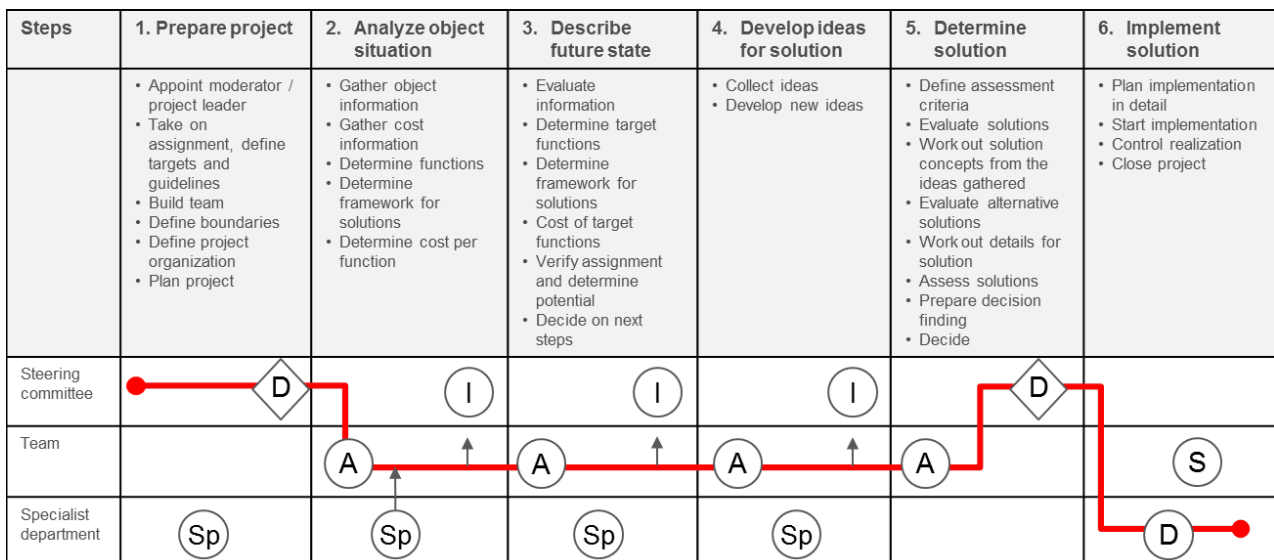 Steps
1. Prepare project
2. Analyze object
situation
3. Describe
future state
4. Develop ideas
for solution
5. Determine
solution
6. Implement
solution
• Appoint moderator /
project leader
• Take on
assignment, define
targets and
guidelines
• Build team
• Define boundaries
• Define project
organization
• Plan project
• Gather object
information
• Gather cost
information
• Determine functions
• Determine
framework for
solutions
• Determine cost per
function
• Evaluate
information
• Determine target
functions
• Determine
framework for
solutions
• Cost of target
functions
• Verify assignment
and determine
potential
• Decide on next
steps
• Collect ideas
• Develop new ideas
• Define assessment
criteria
• Evaluate solutions
• Work out solution
concepts from the
ideas gathered
• Evaluate alternative
solutions
• Work out details for
solution
• Assess solutions
• Prepare decision
finding
• Decide
• Plan implementation
in detail
• Start implementation
• Control realization
• Close project
Steering
committee
D
I
I
I
D
Team
A
A
A
A
S
Specialist
department
Sp
Sp
Sp
Sp
D